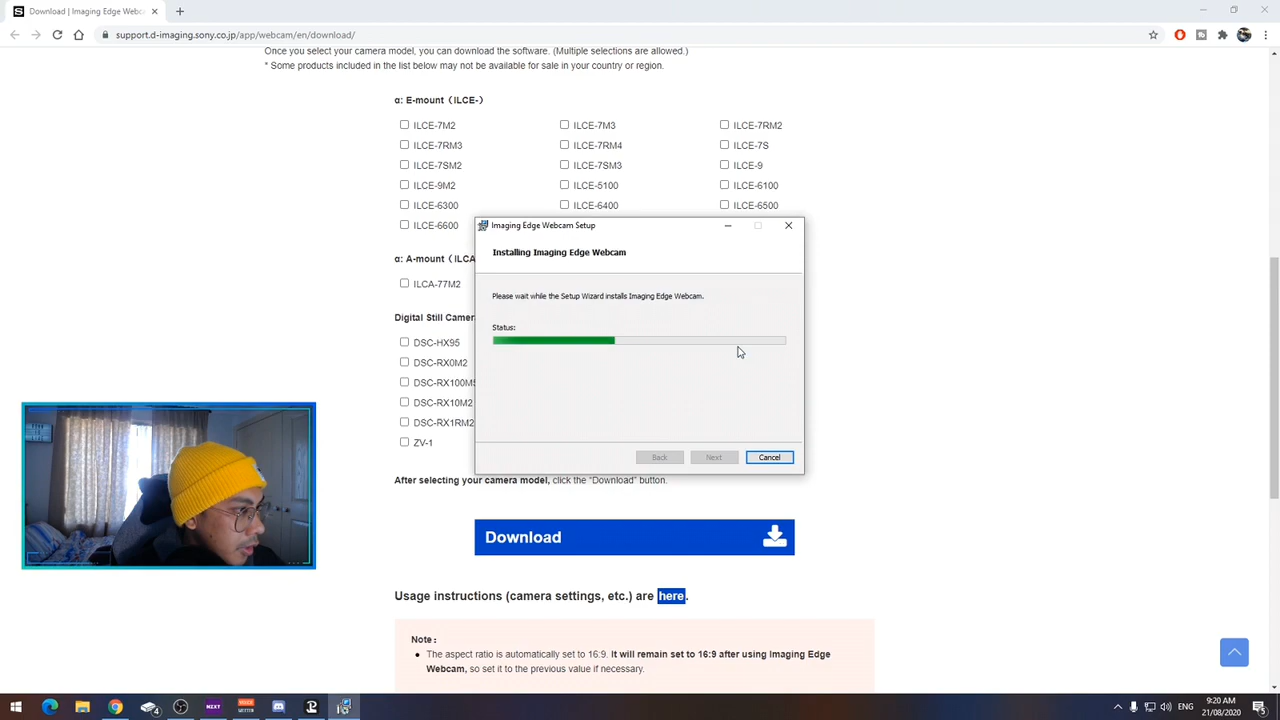 Download | Imaging Edge Webc
support.d-imaging.sony.co.jp/app/webcam/en/download/
Once you select your camera model, you can download the software. (Multiple selections are allowed.)
* Some products included in the list below may not be available for sale in your country or region.
α: E-mount（ILCE-）
ILCE-7M2 ILCE-7M3 ILCE-7RM2
ILCE-7RM3 ILCE-7RM4 ILCE-7S
ILCE-7SM2 ILCE-7SM3 ILCE-9
ILCE-9M2 ILCE-5100 ILCE-6100
ILCE-6300 ILCE-6400 ILCE-6500
ILCE-6600
α: A-mount（ILCA
ILCA-77M2
Digital Still Camer
DSC-HX95
DSC-RX0M2
DSC-RX100M5
DSC-RX10M2
DSC-RX1RM2
ZV-1
Imaging Edge Webcam Setup
Installing Imaging Edge Webcam
Please wait while the Setup Wizard installs Imaging Edge Webcam.
Status:
Back Next Cancel
After selecting your camera model, click the “Download” button.
Download
Usage instructions (camera settings, etc.) are here.
Note：
• The aspect ratio is automatically set to 16:9. It will remain set to 16:9 after using Imaging Edge
Webcam, so set it to the previous value if necessary.
NZXT
ENG
9:20 AM
21/08/2020